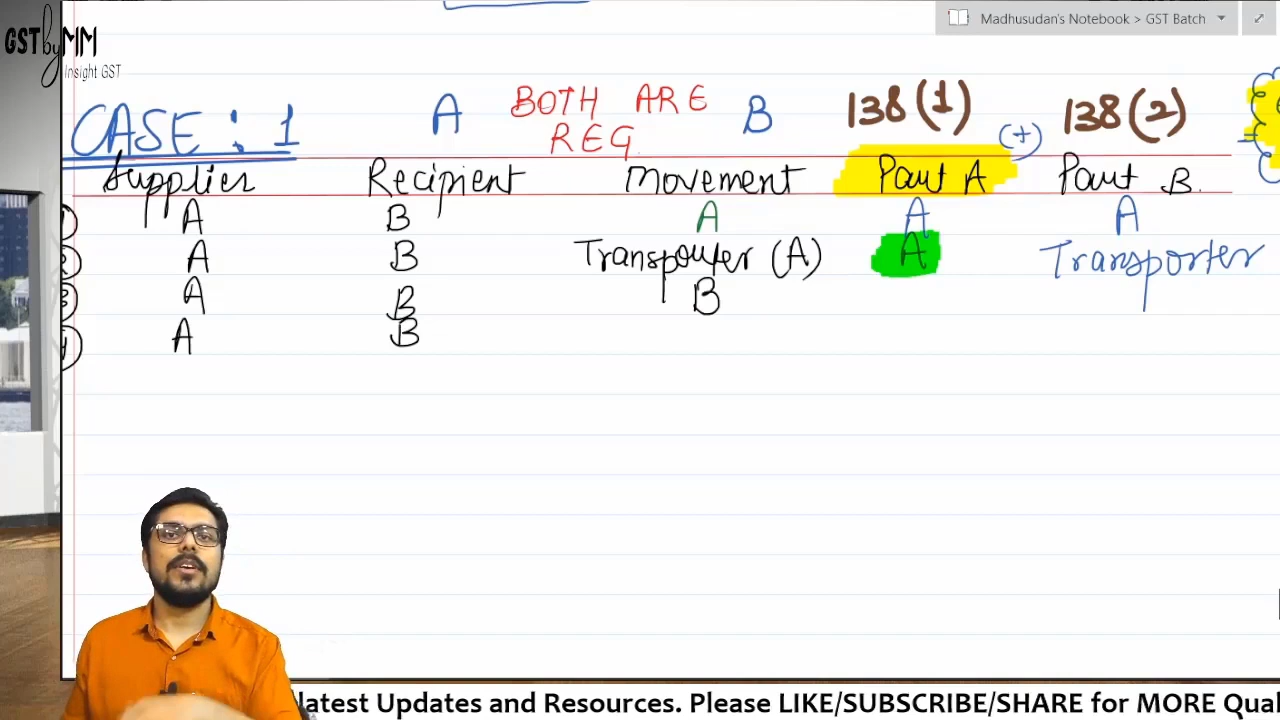 GST by MM
Insight GST
Madhusudan's Notebook > GST Batch
CASE : 1 A BOTH ARE REG B 138(1) (+) 138(2)
Supplier Recipient Movement Part A Part B.
A B A A A
A B Transporter (A) A Transporter
A B B
A B
latest Updates and Resources. Please LIKE/SUBSCRIBE/SHARE for MORE Qual